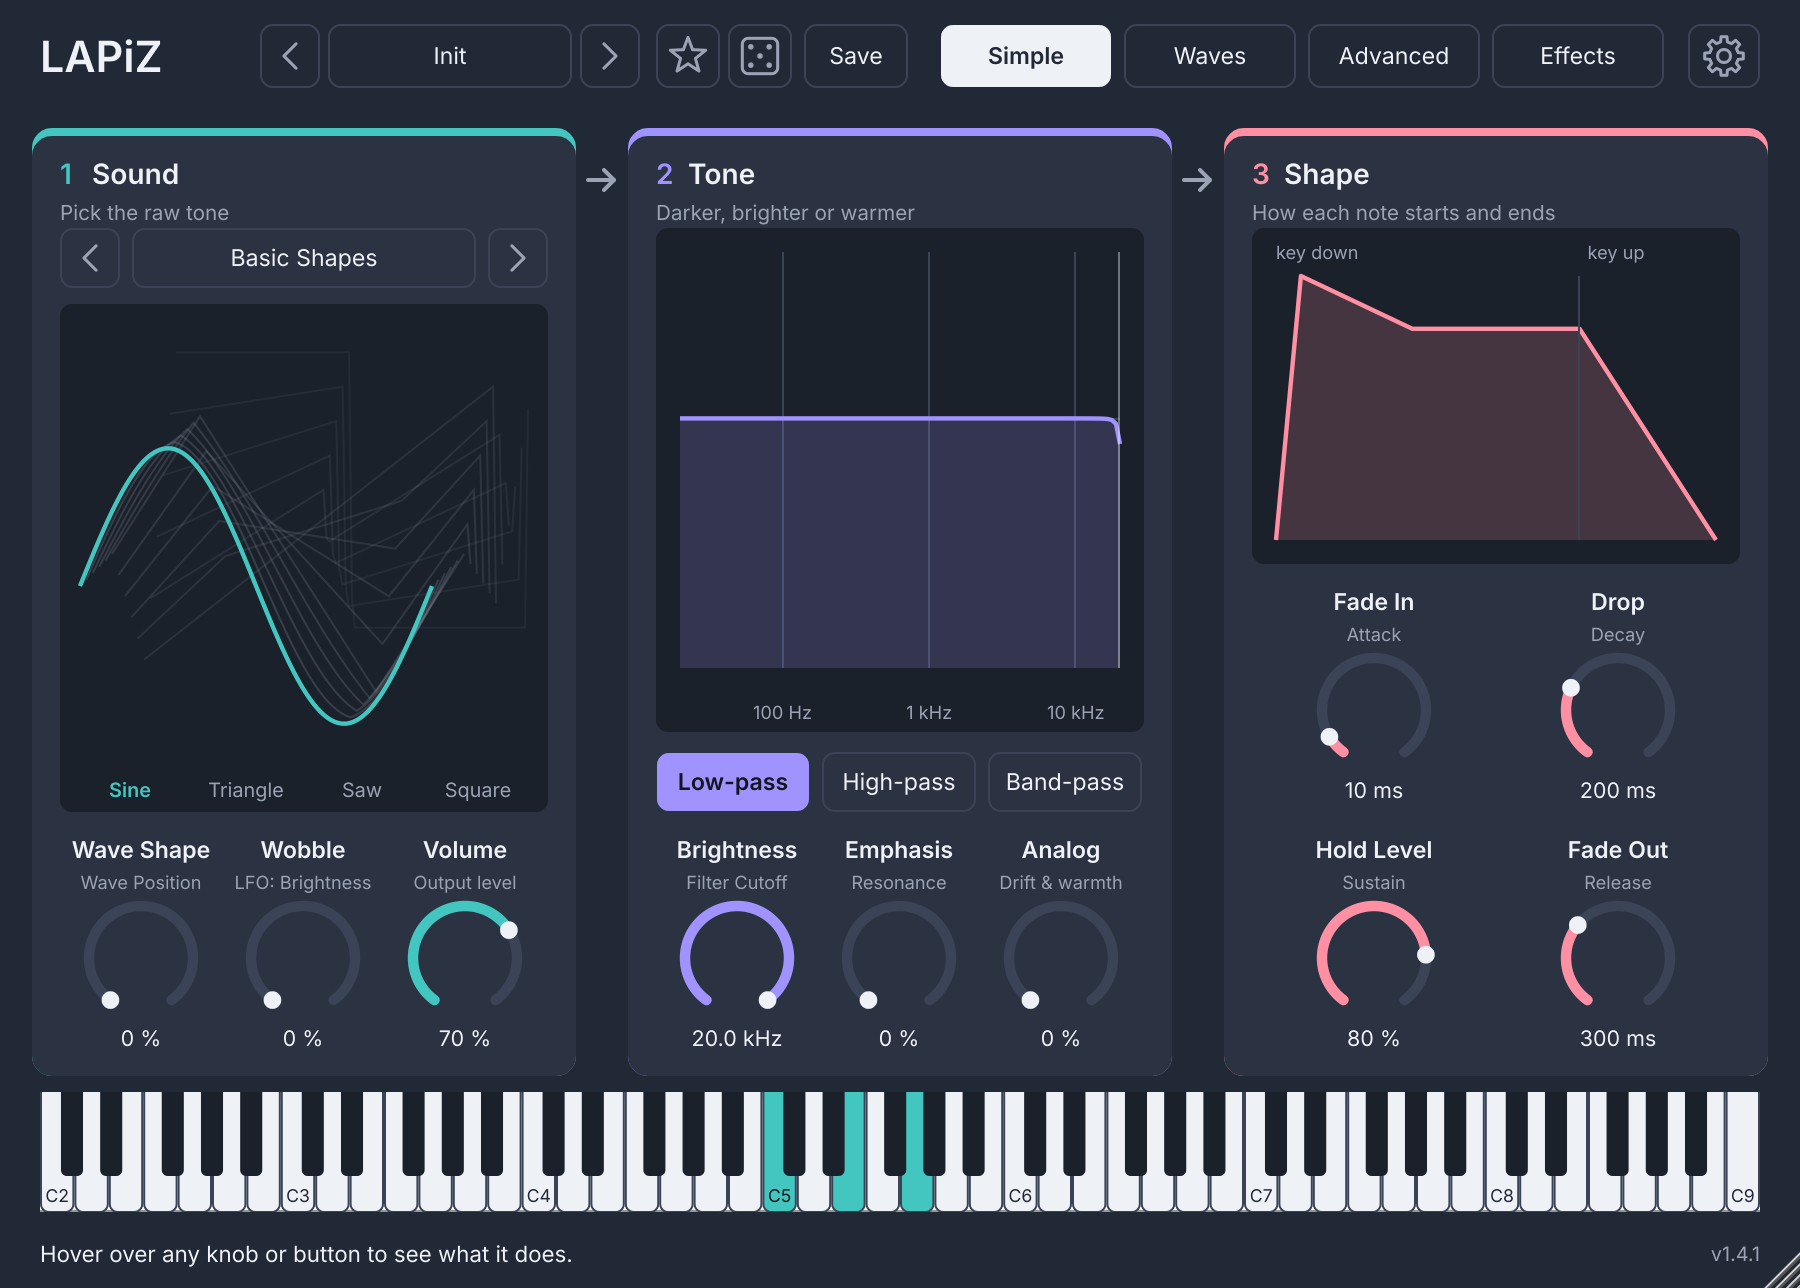 LAPiZ
Init
Save
Simple
Waves
Advanced
Effects
1 Sound
Pick the raw tone
Basic Shapes
Sine Triangle Saw Square
Wave Shape Wobble Volume
Wave Position LFO: Brightness Output level
0 % 0 % 70 %
2 Tone
Darker, brighter or warmer
100 Hz 1 kHz 10 kHz
Low-pass High-pass Band-pass
Brightness Emphasis Analog
Filter Cutoff Resonance Drift & warmth
20.0 kHz 0 % 0 %
3 Shape
How each note starts and ends
key down key up
Fade In Drop
Attack Decay
10 ms 200 ms
Hold Level Fade Out
Sustain Release
80 % 300 ms
C2 C3 C4 C5 C6 C7 C8 C9
Hover over any knob or button to see what it does.
v1.4.1